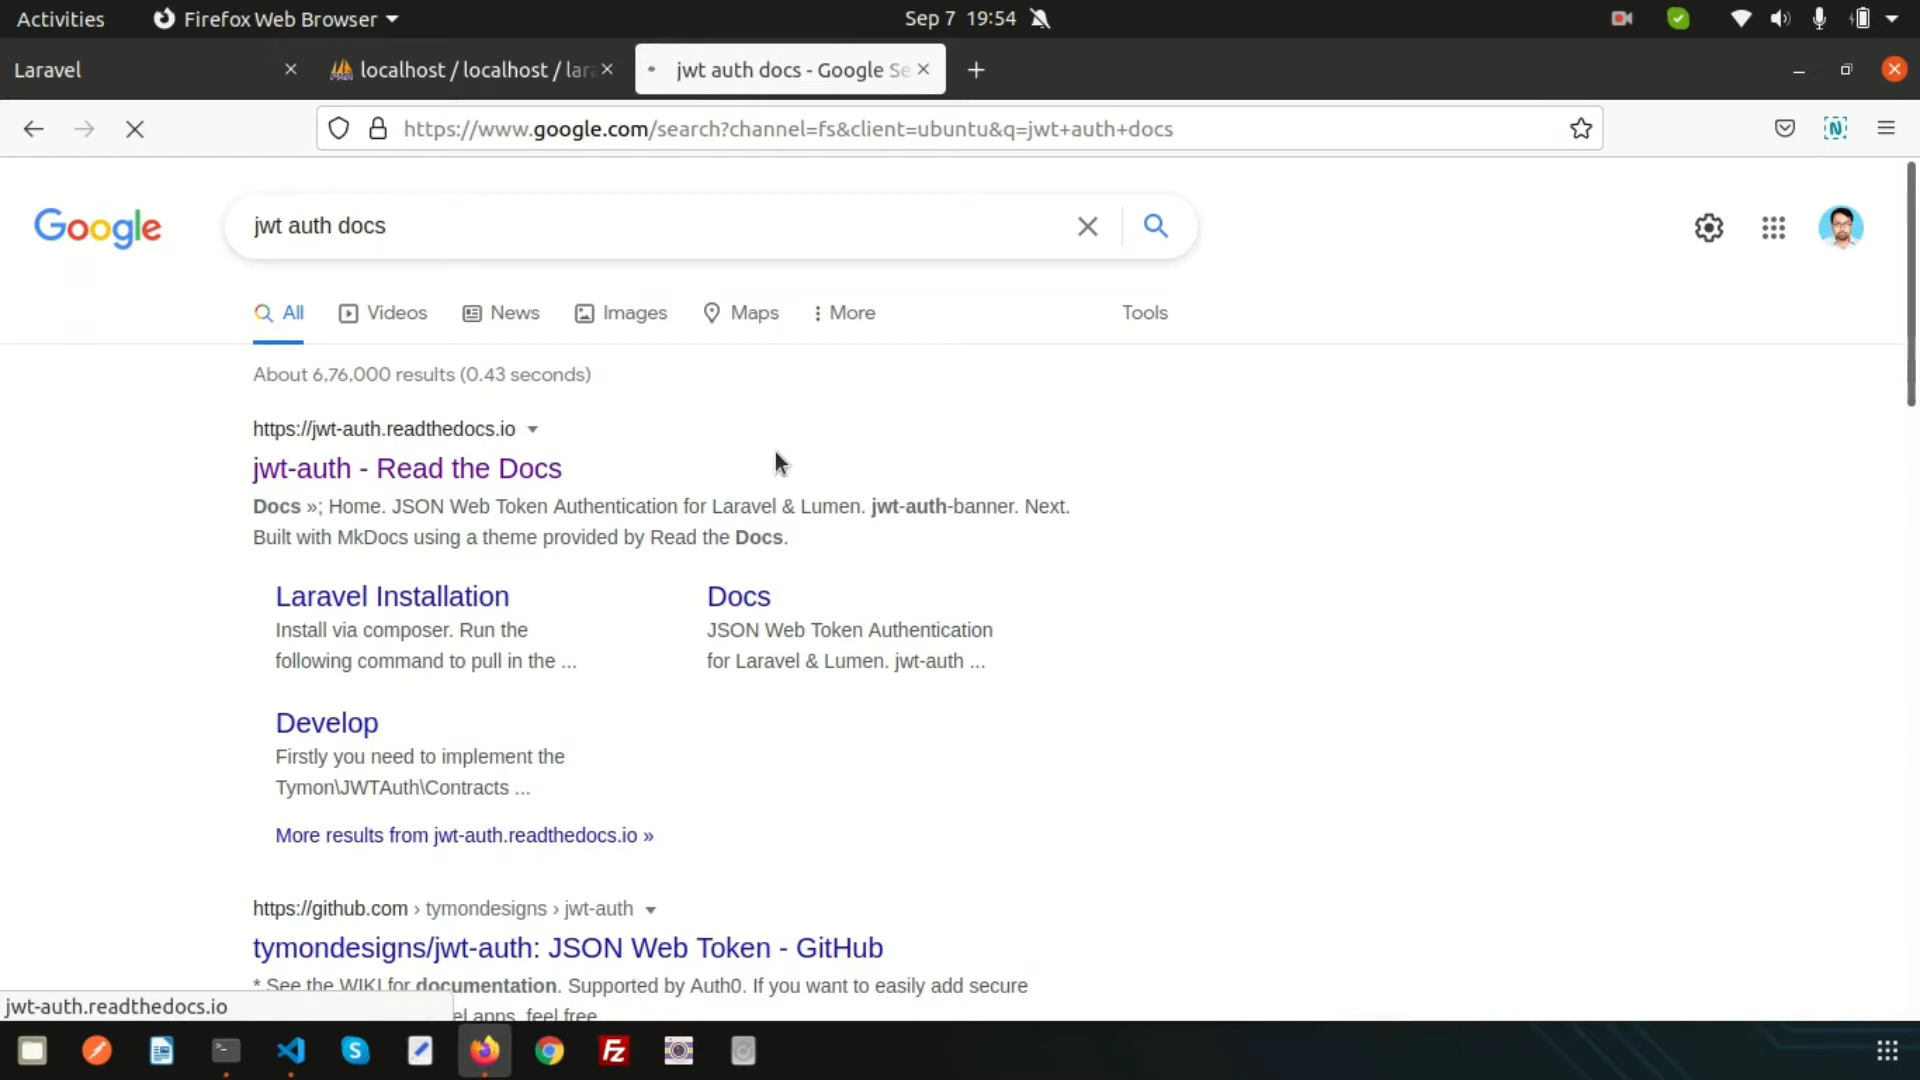 Activities Firefox Web Browser Sep 7 19:54
Laravel localhost / localhost / lar jwt auth docs - Google Se
https://www.google.com/search?channel=fs&client=ubuntu&q=jwt+auth+docs
Google jwt auth docs
All Videos News Images Maps More Tools
About 6,76,000 results (0.43 seconds)
https://jwt-auth.readthedocs.io
jwt-auth - Read the Docs
Docs »; Home. JSON Web Token Authentication for Laravel & Lumen. jwt-auth-banner. Next.
Built with MkDocs using a theme provided by Read the Docs.
Laravel Installation
Install via composer. Run the
following command to pull in the ...
Docs
JSON Web Token Authentication
for Laravel & Lumen. jwt-auth ...
Develop
Firstly you need to implement the
Tymon\JWTAuth\Contracts ...
More results from jwt-auth.readthedocs.io »
https://github.com › tymondesigns › jwt-auth
tymondesigns/jwt-auth: JSON Web Token - GitHub
* See the WIKI for documentation. Supported by Auth0. If you want to easily add secure
apps, feel free
jwt-auth.readthedocs.io